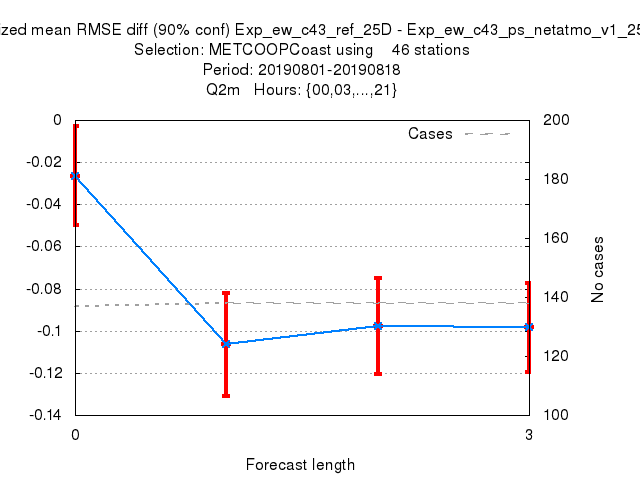 ized mean RMSE diff (90% conf) Exp_ew_c43_ref_25D - Exp_ew_c43_ps_netatmo_v1_25
Selection: METCOOPCoast using 46 stations
Period: 20190801-20190818
Q2m Hours: {00,03,...,21}
Cases
0
-0.02
-0.04
-0.06
-0.08
-0.1
-0.12
-0.14
200
180
160
140
120
100
No cases
0 3
Forecast length